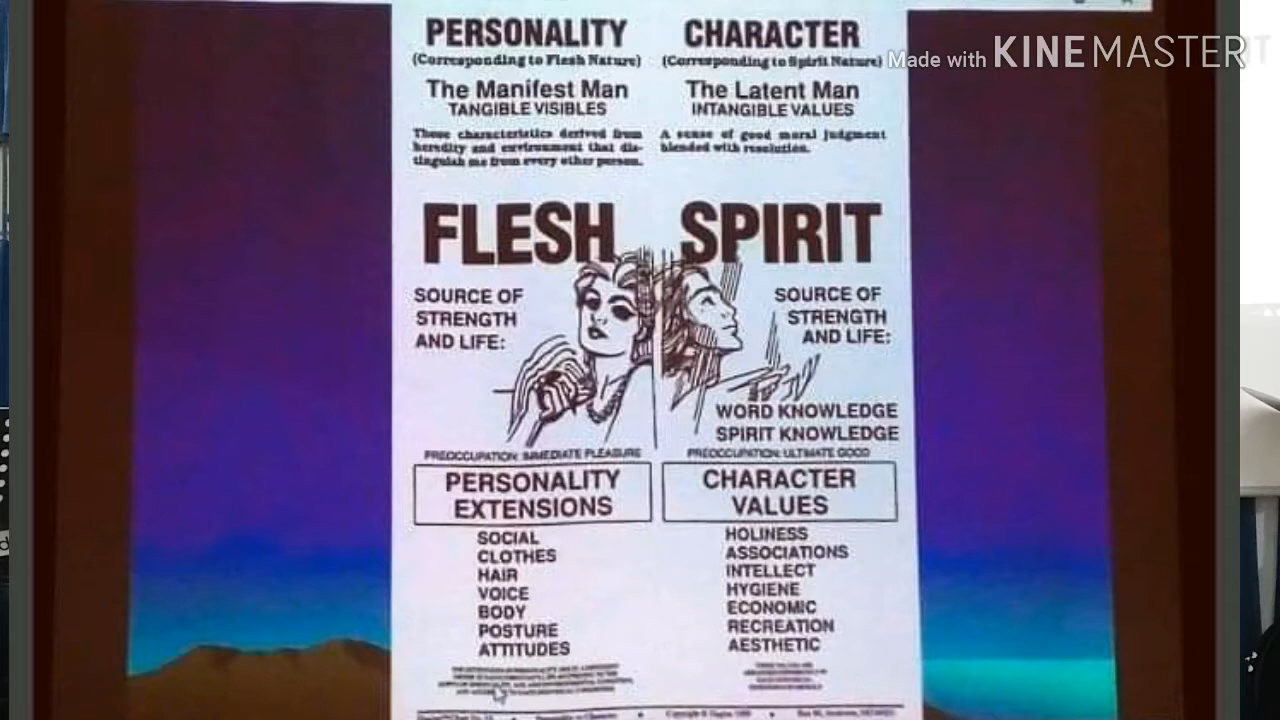 PERSONALITY
(Corresponding to Flesh Nature)
The Manifest Man
TANGIBLE VISIBLES
Those characteristics derived from
heredity and environment that dis-
tinguish me from every other person.
CHARACTER
(Corresponding to Spirit Nature)
The Latent Man
INTANGIBLE VALUES
A sense of good moral judgment
blended with resolution.
Made with KINEMASTER
FLESH SPIRIT
SOURCE OF
STRENGTH
AND LIFE:
SOURCE OF
STRENGTH
AND LIFE:
WORD KNOWLEDGE
SPIRIT KNOWLEDGE
PREOCCUPATION: IMMEDIATE PLEASURE
PERSONALITY
EXTENSIONS
SOCIAL
CLOTHES
HAIR
VOICE
BODY
POSTURE
ATTITUDES
PREOCCUPATION: ULTIMATE GOOD
CHARACTER
VALUES
HOLINESS
ASSOCIATIONS
INTELLECT
HYGIENE
ECONOMIC
RECREATION
AESTHETIC